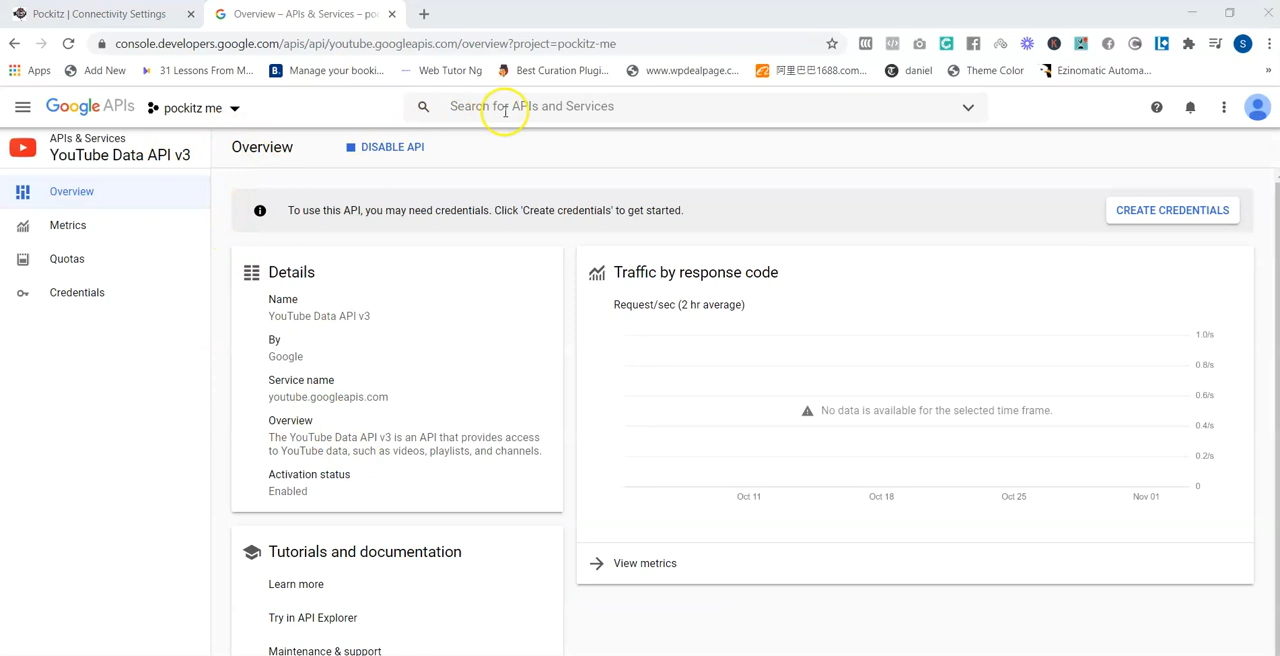 Pockitz | Connectivity Settings
Overview – APIs & Services – po
console.developers.google.com/apis/api/youtube.googleapis.com/overview?project=pockitz-me
Apps
Add New
31 Lessons From M...
Manage your booki...
Web Tutor Ng
Best Curation Plugi...
www.wpdealpage.c...
阿里巴巴1688.com...
daniel
Theme Color
Ezinomatic Automa...
Google APIs
pockitz me
Search for APIs and Services
APIs & Services
YouTube Data API v3
Overview
DISABLE API
Overview
Metrics
Quotas
Credentials
To use this API, you may need credentials. Click 'Create credentials' to get started.
CREATE CREDENTIALS
Details
Name
YouTube Data API v3
By
Google
Service name
youtube.googleapis.com
Overview
The YouTube Data API v3 is an API that provides access
to YouTube data, such as videos, playlists, and channels.
Activation status
Enabled
Traffic by response code
Request/sec (2 hr average)
1.0/s
0.8/s
0.6/s
No data is available for the selected time frame.
0.4/s
0.2/s
0
Oct 11
Oct 18
Oct 25
Nov 01
View metrics
Tutorials and documentation
Learn more
Try in API Explorer
Maintenance & support